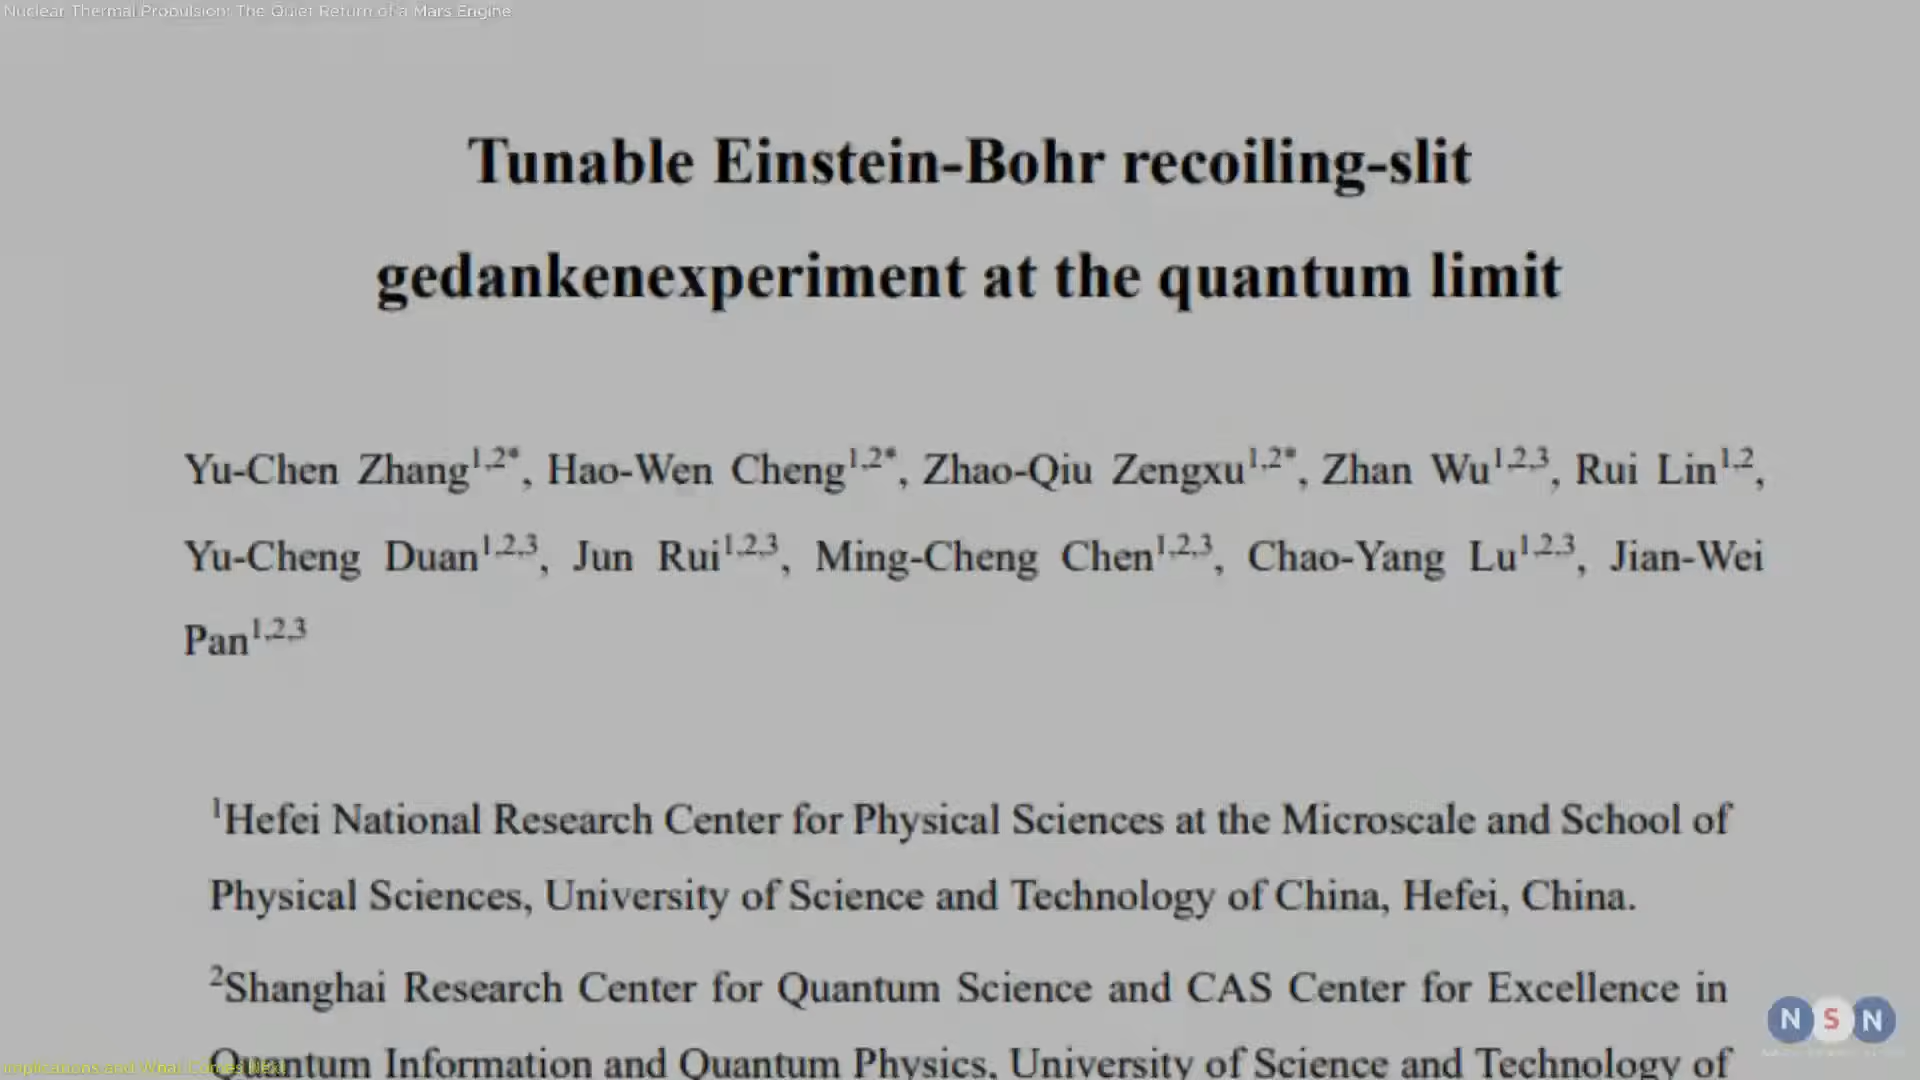 Nuclear Thermal Propulsion: The Quiet Return of a Mars Engine
Tunable Einstein-Bohr recoiling-slit
gedankenexperiment at the quantum limit
Yu-Chen Zhang1,2*, Hao-Wen Cheng1,2*, Zhao-Qiu Zengxu1,2*, Zhan Wu1,2,3, Rui Lin1,2,
Yu-Cheng Duan1,2,3, Jun Rui1,2,3, Ming-Cheng Chen1,2,3, Chao-Yang Lu1,2,3, Jian-Wei
Pan1,2,3
1Hefei National Research Center for Physical Sciences at the Microscale and School of
Physical Sciences, University of Science and Technology of China, Hefei, China.
2Shanghai Research Center for Quantum Science and CAS Center for Excellence in
Quantum Information and Quantum Physics, University of Science and Technology of
Implications and What Comes Next
NSN